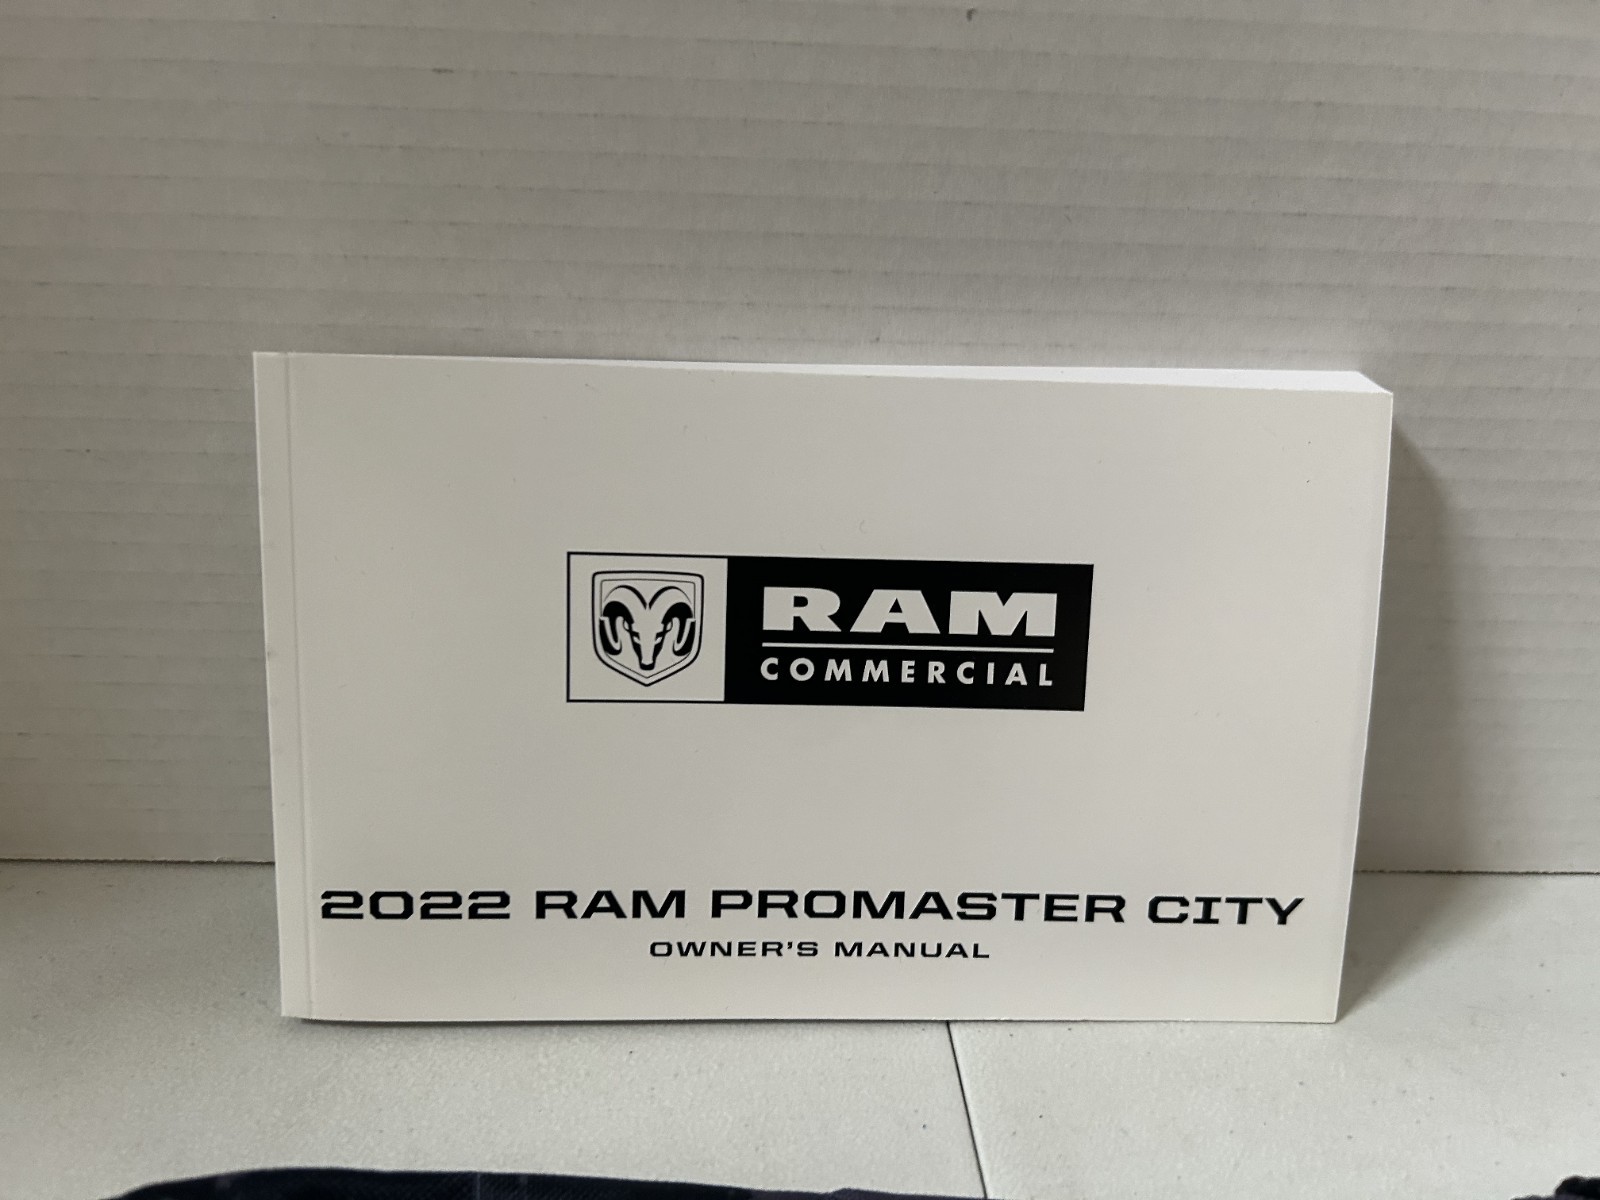 RAM
COMMERCIAL
2022 RAM PROMASTER CITY
OWNER'S MANUAL